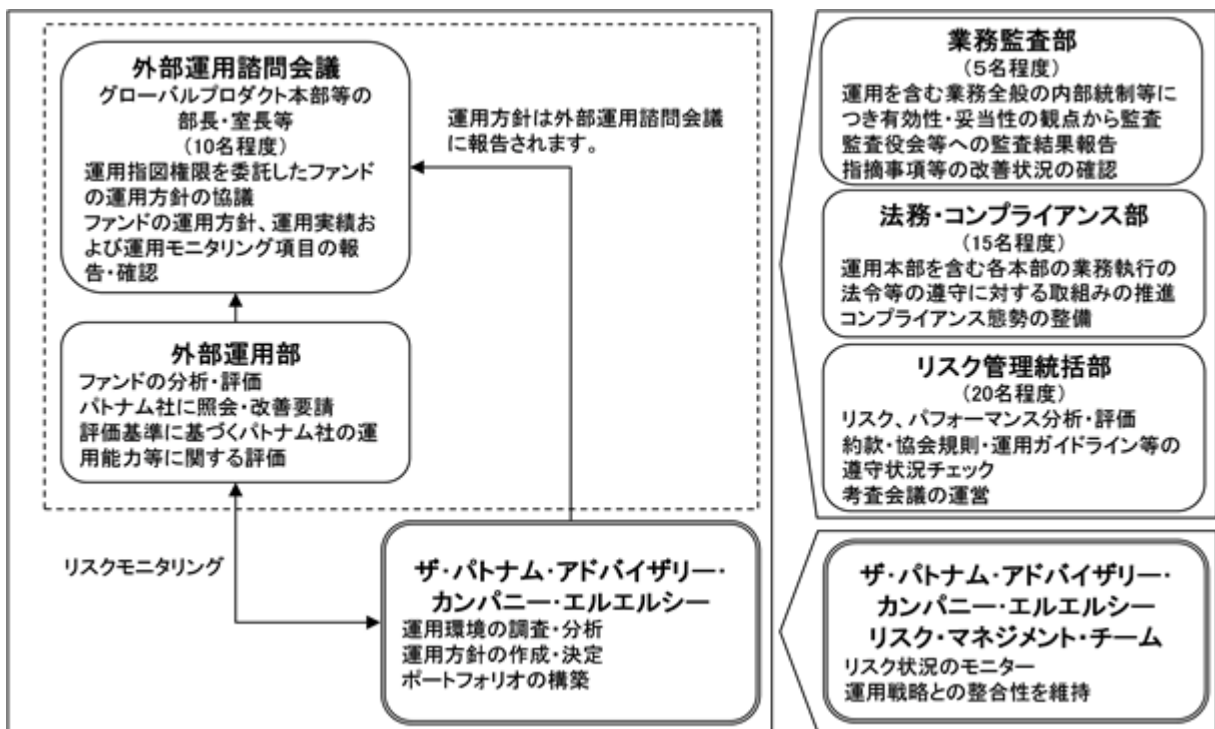 外部運用諮問会議
グローバルプロダクト本部等の
部長・室長等
(10名程度)
運用指図権限を委託したファンド
の運用方針の協議
ファンドの運用方針、運用実績お
よび運用モニタリング項目の報
告・確認
運用方針は外部運用諮問会議
に報告されます。
外部運用部
ファンドの分析・評価
パトナム社に照会・改善要請
評価基準に基づくパトナム社の運
用能力等に関する評価
リスクモニタリング
ザ・パトナム・アドバイザリー・
カンパニー・エルエルシー
運用環境の調査・分析
運用方針の作成・決定
ポートフォリオの構築
業務監査部
(5名程度)
運用を含む業務全般の内部統制等に
つき有効性・妥当性の観点から監査
監査役会等への監査結果報告
指摘事項等の改善状況の確認
法務・コンプライアンス部
(15名程度)
運用本部を含む各本部の業務執行の
法令等の遵守に対する取組みの推進
コンプライアンス態勢の整備
リスク管理統括部
(20名程度)
リスク、パフォーマンス分析・評価
約款・協会規則・運用ガイドライン等の
遵守状況チェック
考査会議の運営
ザ・パトナム・アドバイザリー・
カンパニー・エルエルシー
リスク・マネジメント・チーム
リスク状況のモニター
運用戦略との整合性を維持